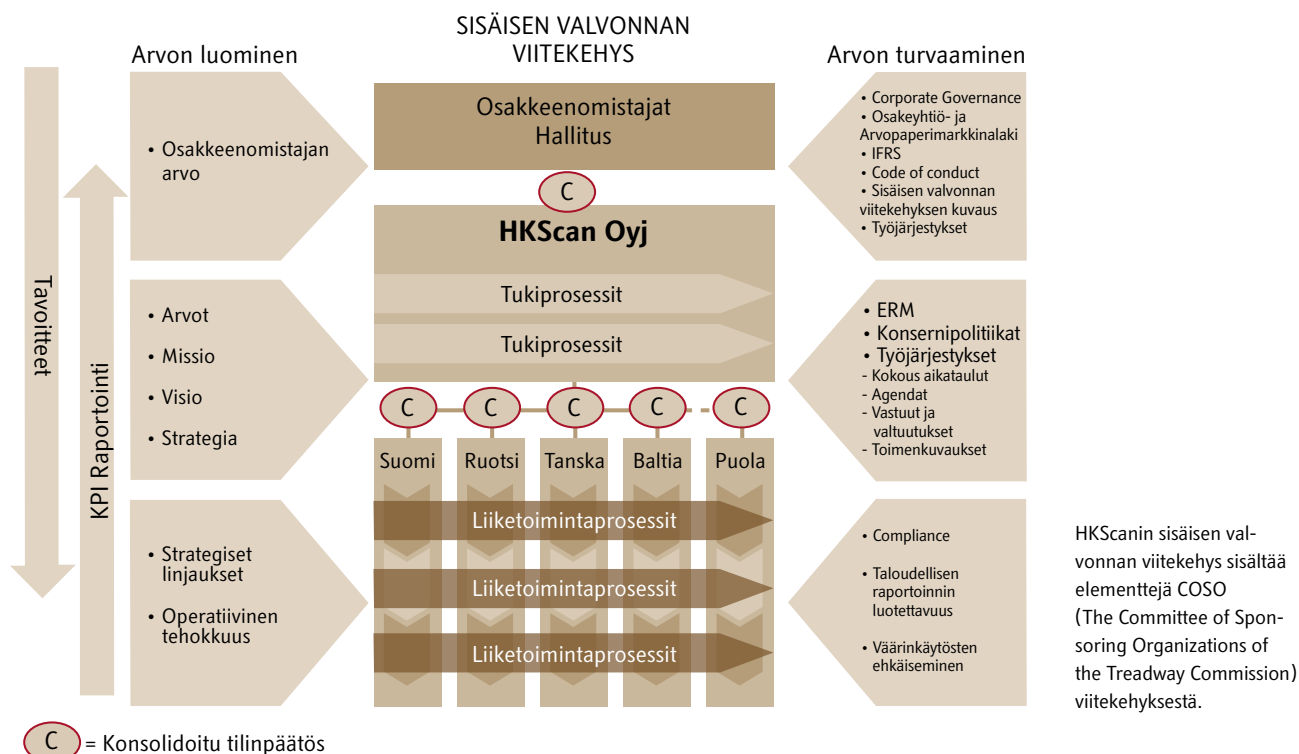 SISÄISEN VALVONNAN
VIITEKEHYS
Arvon luominen
Arvon turvaaminen
Tavoitteet
KPI Raportointi
• Osakkeenomistajan
arvo
• Arvot
• Missio
• Visio
• Strategia
• Strategiset
linjaukset
• Operatiivinen
tehokkuus
Osakkeenomistajat
Hallitus
C
HKScan Oyj
Tukiprosessit
Tukiprosessit
C C C C C
Suomi Ruotsi Tanska Baltia Puola
Liiketoimintaprosessit
Liiketoimintaprosessit
Liiketoimintaprosessit
• Corporate Governance
• Osakeyhtiö- ja
Arvopaperimarkkinalaki
• IFRS
• Code of conduct
• Sisäisen valvonnan
viitekehyksen kuvaus
• Työjärjestykset
• ERM
• Konsernipolitiikat
• Työjärjestykset
- Kokous aikataulut
- Agendat
- Vastuut ja
valtuutukset
- Toimenkuvaukset
• Compliance
• Taloudellisen
raportoinnin
luotettavuus
• Väärinkäytösten
ehkäiseminen
HKScanin sisäisen val-
vonnan viitekehys sisältää
elementtejä COSO
(The Committee of Spon-
soring Organizations of
the Treadway Commission)
viitekehyksestä.
C = Konsolidoitu tilinpäätös